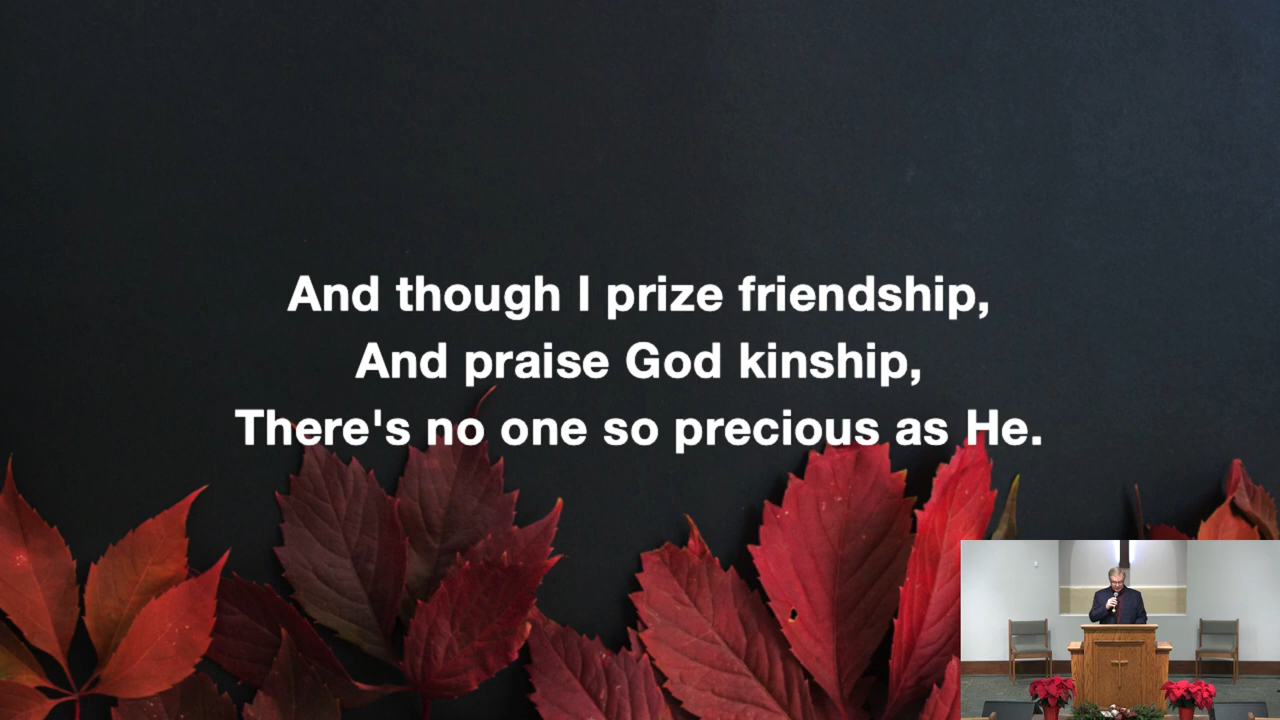 And though I prize friendship,
And praise God kinship,
There's no one so precious as He.